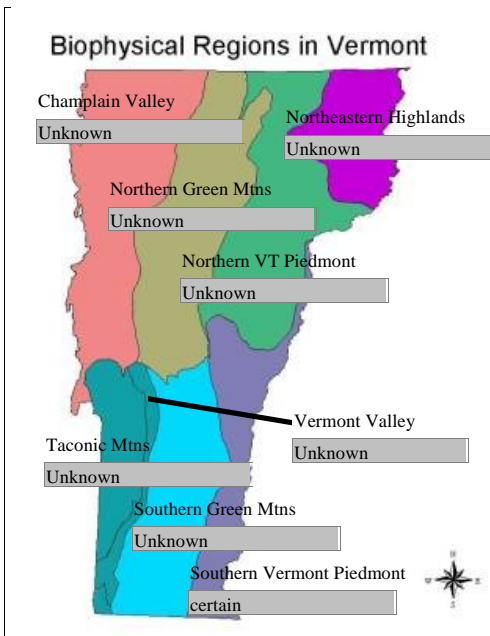 Biophysical Regions in Vermont
Champlain Valley
Unknown
Northeastern Highlands
Unknown
Northern Green Mtns
Unknown
Northern VT Piedmont
Unknown
Vermont Valley
Unknown
Taconic Mtns
Unknown
Southern Green Mtns
Unknown
Southern Vermont Piedmont
certain
N
W E
S